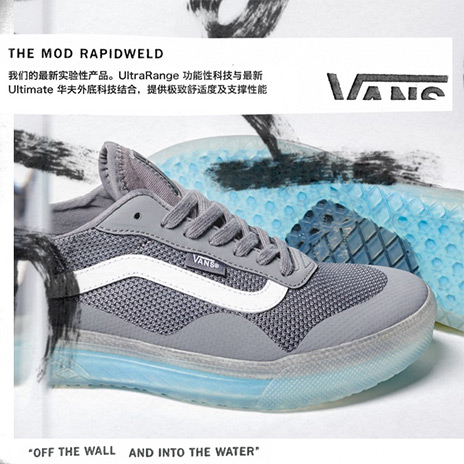 THE MOD RAPIDWELD
我们的最新实验性产品。UltraRange 功能性科技与最新
Ultimate 华夫外底科技结合，提供极致舒适度及支撑性能
VANS
VANS®
"OFF THE WALL AND INTO THE WATER"